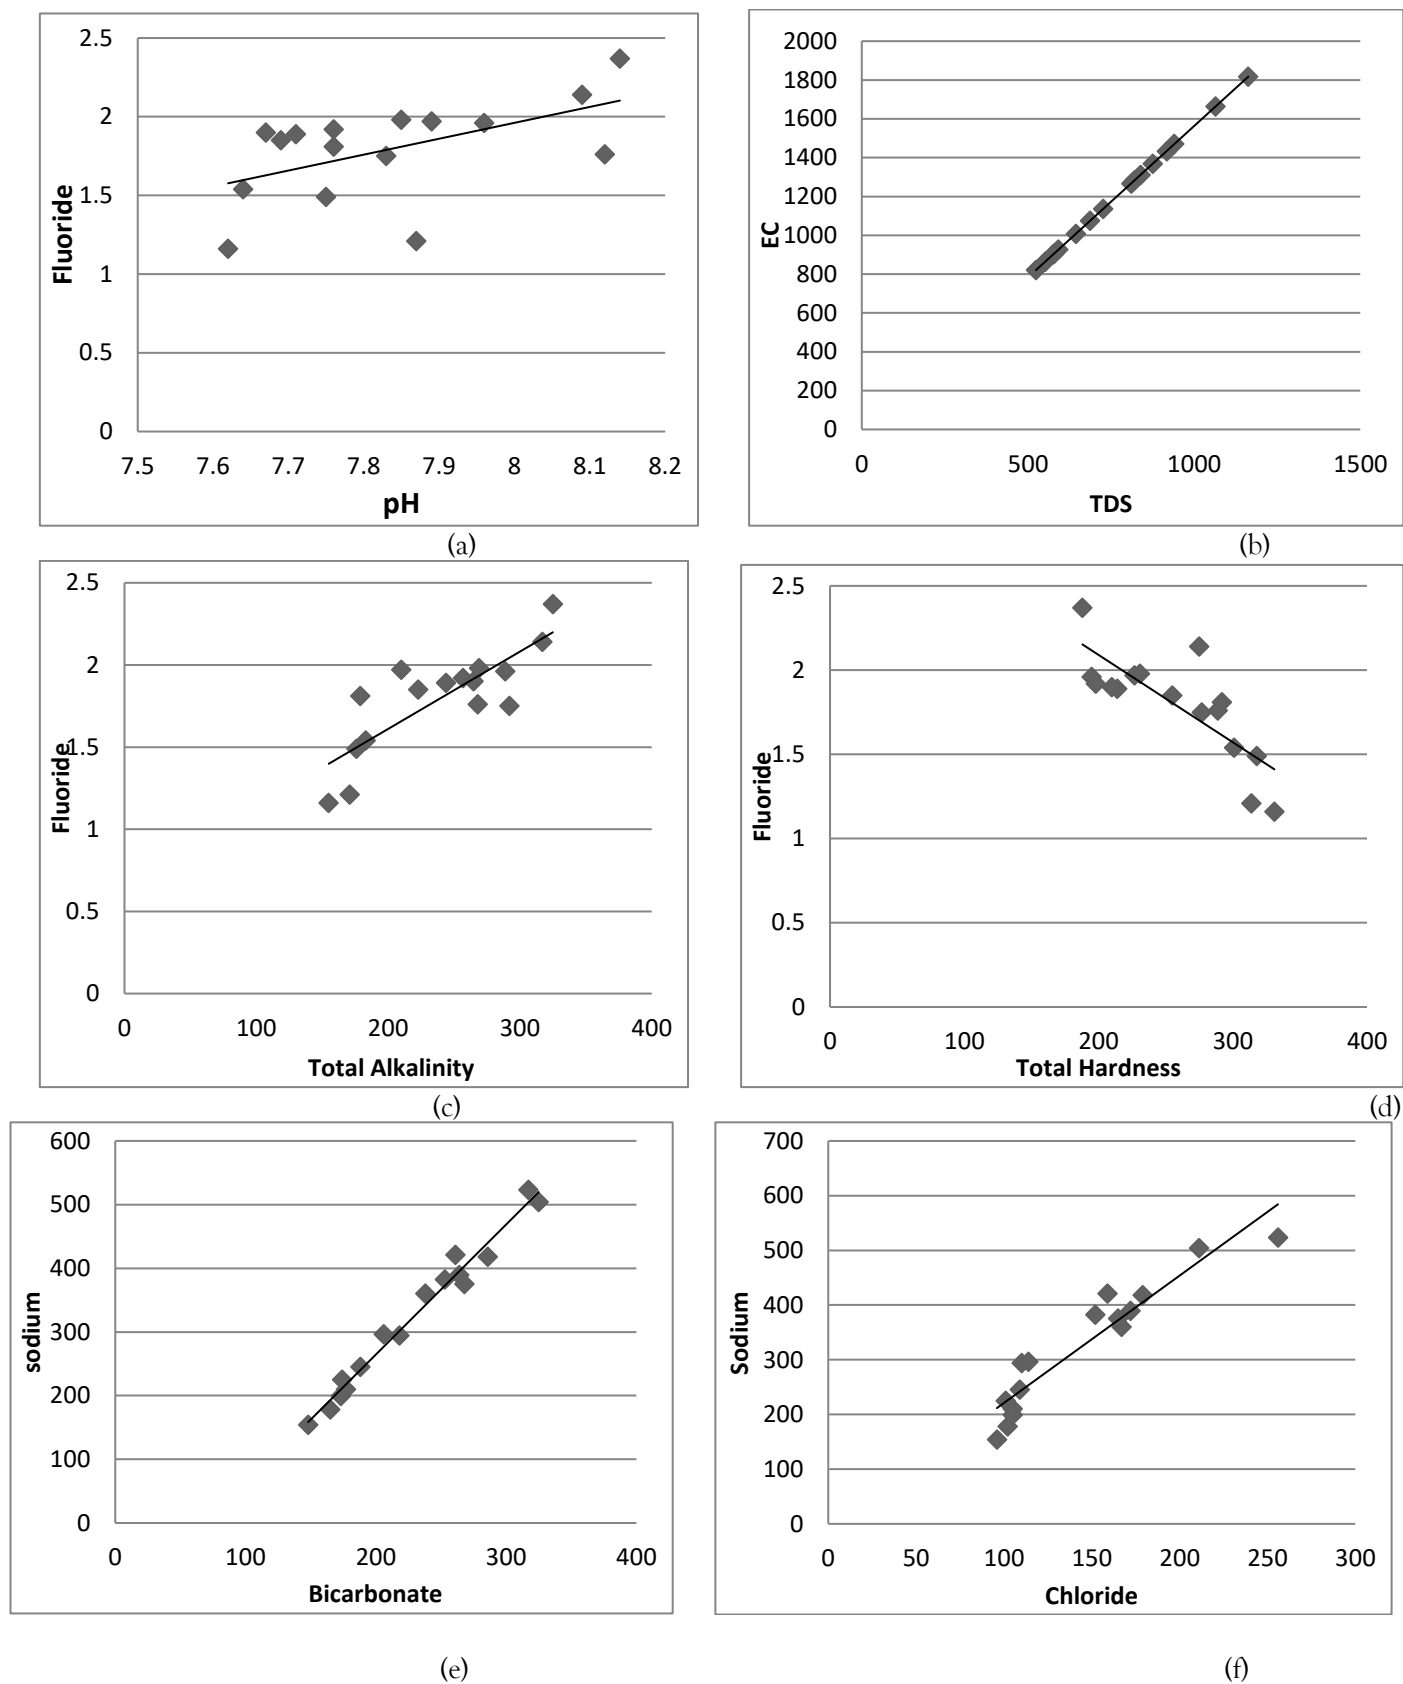 2.5
2
1.5
1
0.5
0
Fluoride
7.5 7.6 7.7 7.8 7.9 8 8.1 8.2
pH
(a)
2000
1800
1600
1400
1200
1000
800
600
400
200
0
EC
0 500 1000 1500
TDS
(b)
2.5
2
1.5
1
0.5
0
Fluoride
0 100 200 300 400
Total Alkalinity
(c)
2.5
2
1.5
1
0.5
0
Fluoride
0 100 200 300 400
Total Hardness
(d)
600
500
400
300
200
100
0
sodium
0 100 200 300 400
Bicarbonate
(e)
700
600
500
400
300
200
100
0
Sodium
0 50 100 150 200 250 300
Chloride
(f)